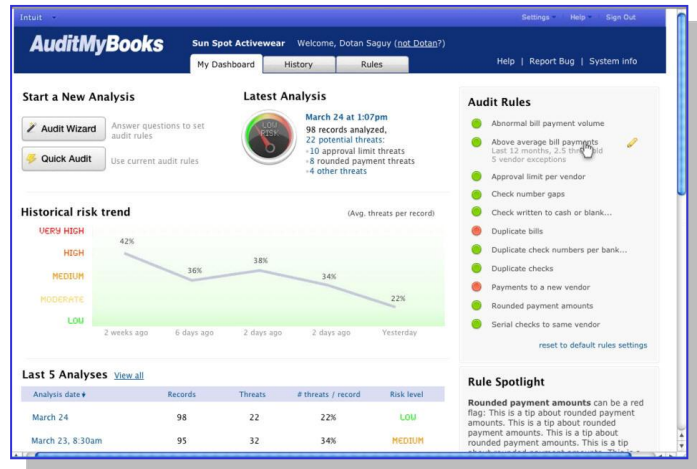 Intuit
Settings Help Sign Out
AuditMyBooks
Sun Spot Activewear Welcome, Dotan Saguy (not Dotan?)
My Dashboard History Rules
Help | Report Bug | System info
Start a New Analysis
Audit Wizard
Answer questions to set
audit rules
Quick Audit
Use current audit rules
Latest Analysis
LOW
RISK
March 24 at 1:07pm
98 records analyzed,
22 potential threats:
10 approval limit threats
8 rounded payment threats
4 other threats
Historical risk trend
(Avg. threats per record)
VERY HIGH
HIGH
MEDIUM
MODERATE
LOW
42%
36%
38%
34%
22%
2 weeks ago 6 days ago 2 days ago 2 days ago Yesterday
Last 5 Analyses View all
Analysis date Records Threats # threats / record Risk level
March 24 98 22 22% LOW
March 23, 8:30am 95 32 34% MEDIUM
Audit Rules
Abnormal bill payment volume
Above average bill payments
Last 12 months, 2.5
5 vendor exceptions
Approval limit per vendor
Check number gaps
Check written to cash or blank...
Duplicate bills
Duplicate check numbers per bank...
Duplicate checks
Payments to a new vendor
Rounded payment amounts
Serial checks to same vendor
reset to default rules settings
Rule Spotlight
Rounded payment amounts can be a red
flag: This is a tip about rounded payment
amounts. This is a tip about rounded
payment amounts. This is a tip about
rounded payment amounts. This is a tip